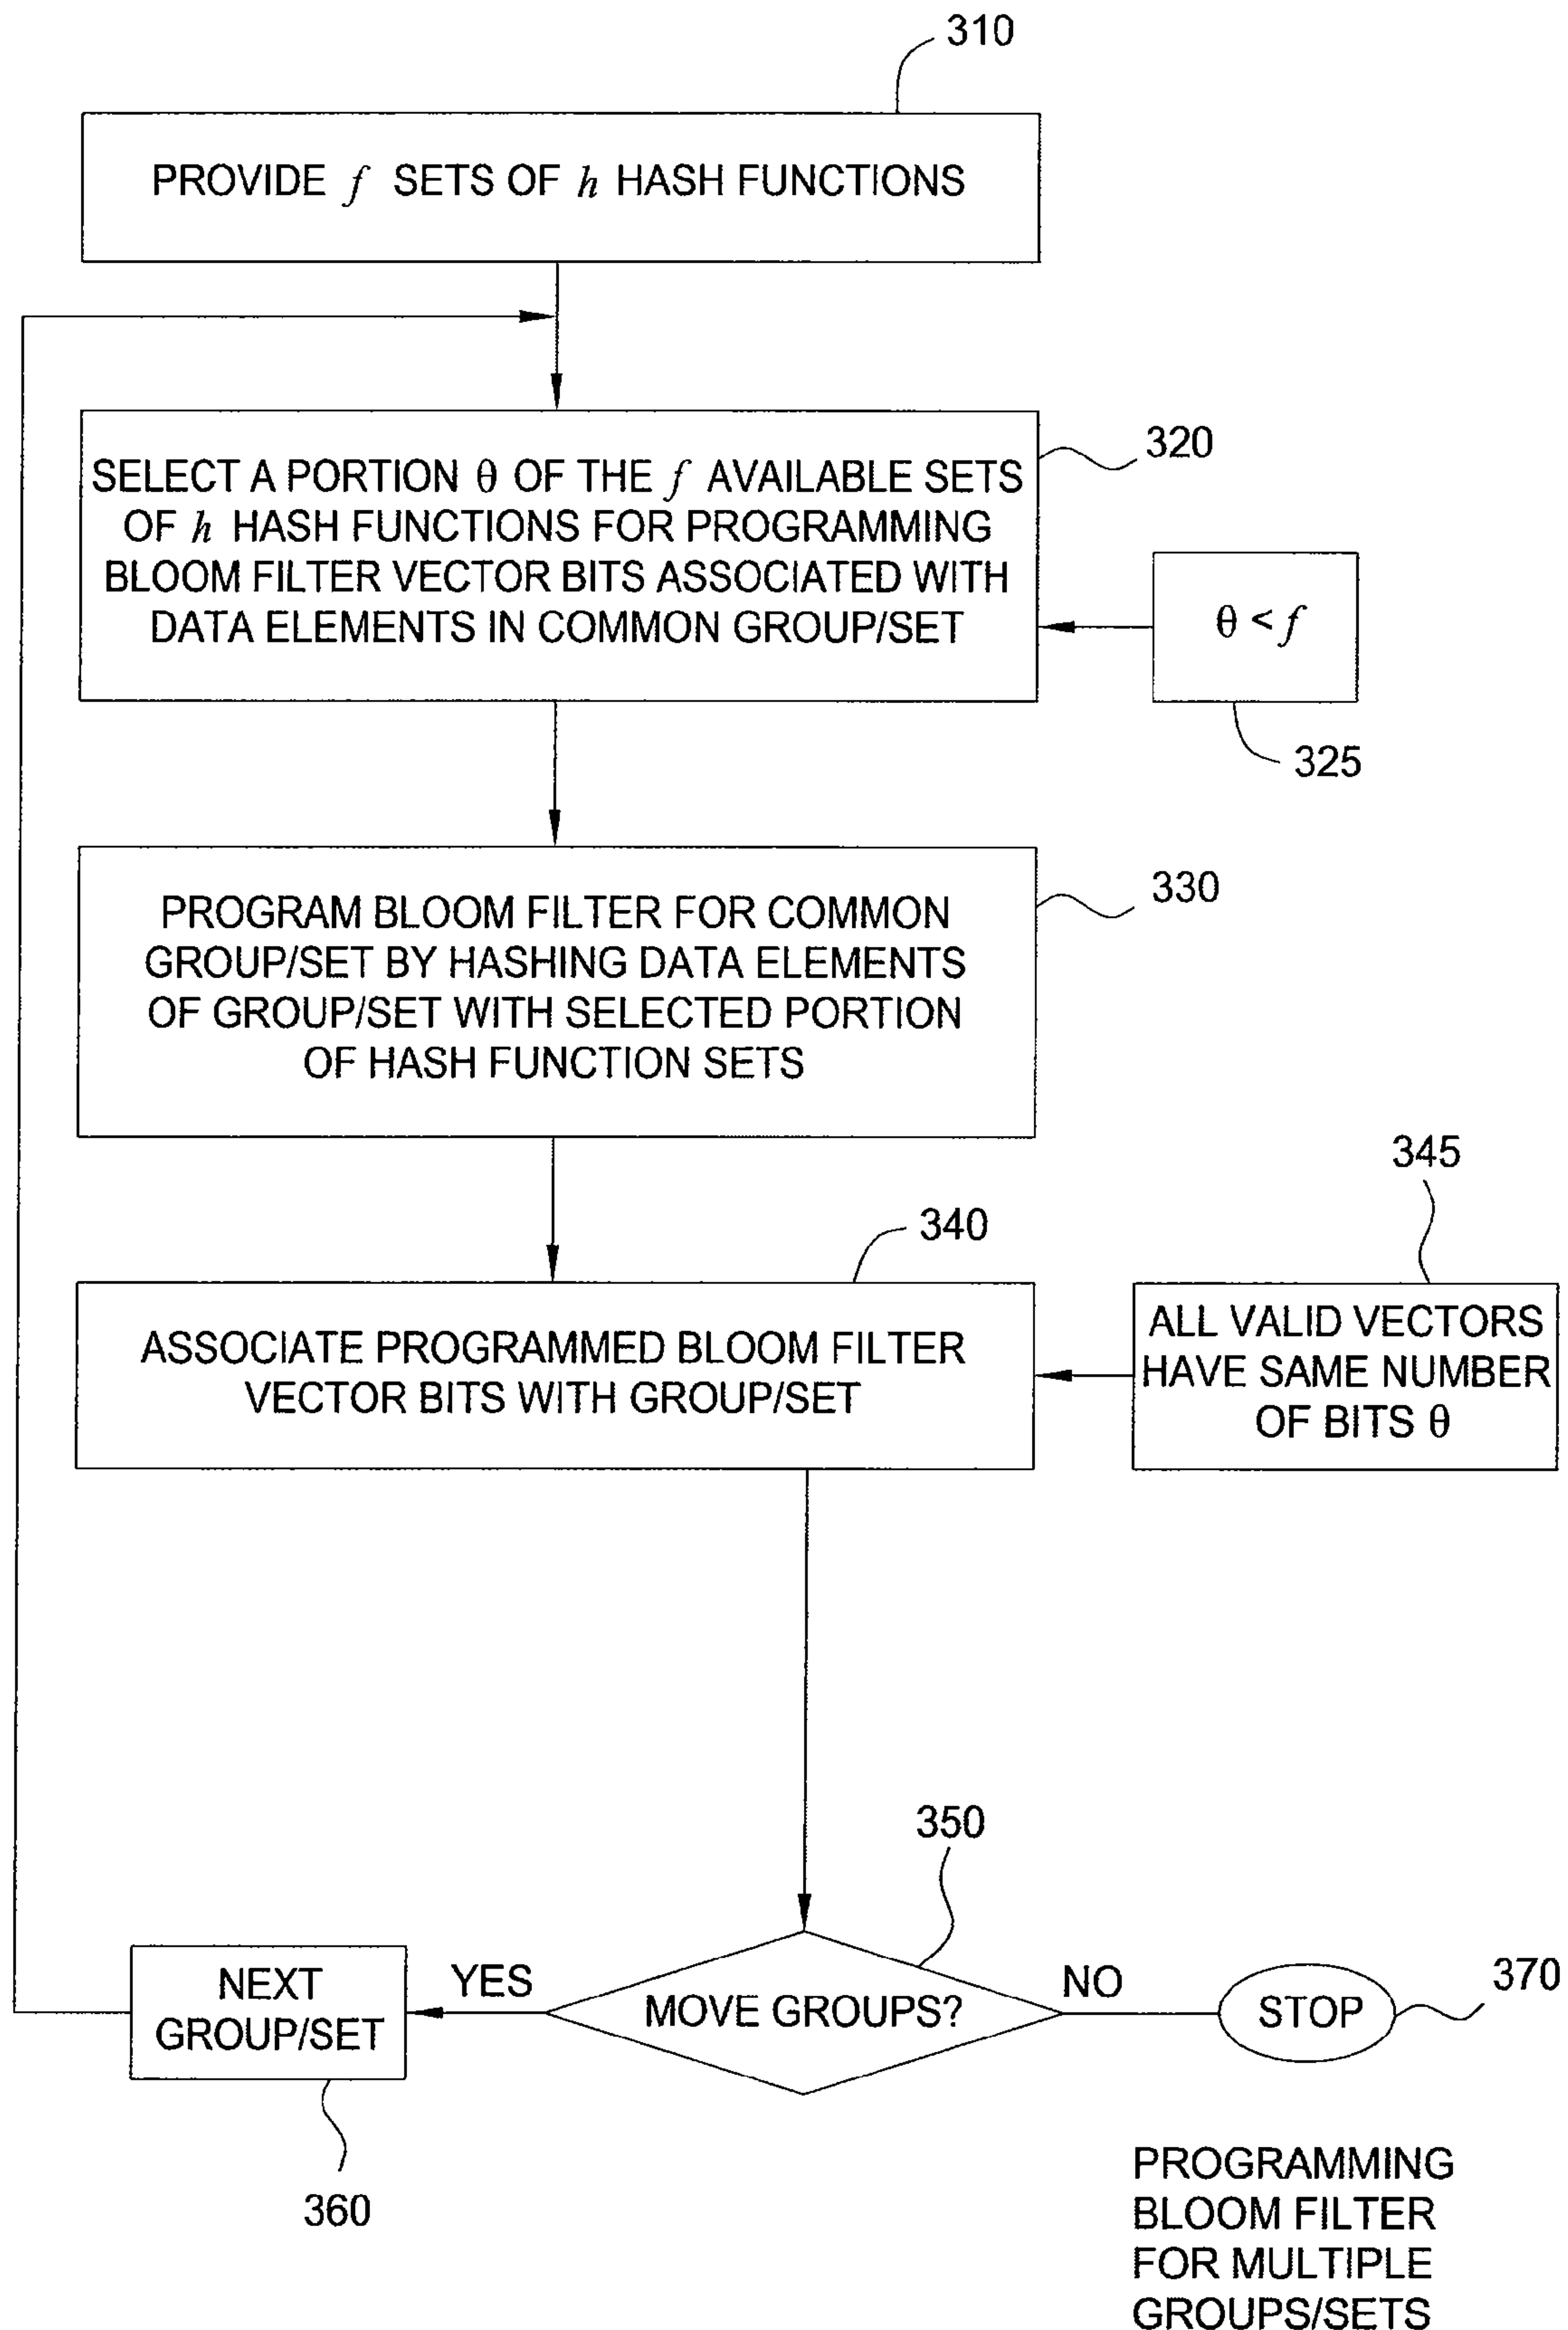 310
PROVIDE f SETS OF h HASH FUNCTIONS
320
SELECT A PORTION θ OF THE f AVAILABLE SETS
OF h HASH FUNCTIONS FOR PROGRAMMING
BLOOM FILTER VECTOR BITS ASSOCIATED WITH
DATA ELEMENTS IN COMMON GROUP/SET
θ < f
325
330
PROGRAM BLOOM FILTER FOR COMMON
GROUP/SET BY HASHING DATA ELEMENTS
OF GROUP/SET WITH SELECTED PORTION
OF HASH FUNCTION SETS
340
345
ASSOCIATE PROGRAMMED BLOOM FILTER
VECTOR BITS WITH GROUP/SET
ALL VALID VECTORS
HAVE SAME NUMBER
OF BITS θ
350
MOVE GROUPS?
YES
NO
NEXT
GROUP/SET
360
STOP
370
PROGRAMMING
BLOOM FILTER
FOR MULTIPLE
GROUPS/SETS